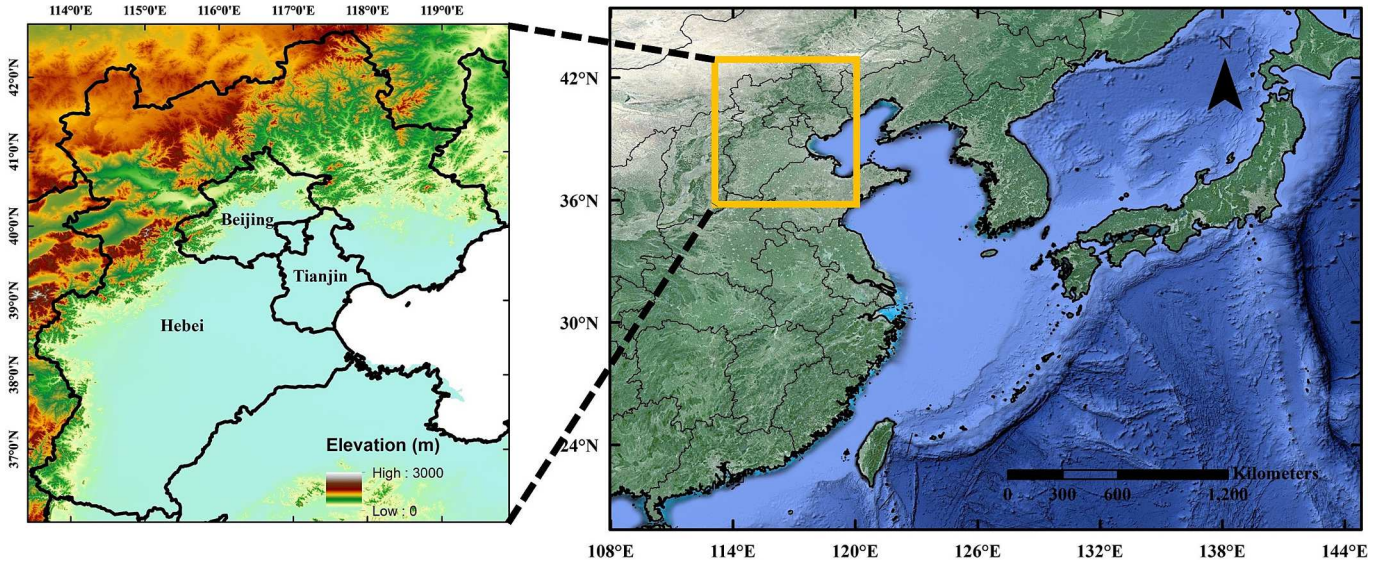 114°0'E 115°0'E 116°0'E 117°0'E 118°0'E 119°0'E
42°0'N
41°0'N
40°0'N
39°0'N
38°0'N
37°0'N
Beijing
Tianjin
Hebei
Elevation (m)
High : 3000
Low : 0
N
42°N
36°N
30°N
24°N
Kilometers
0 300 600 1,200
108°E 114°E 120°E 126°E 132°E 138°E 144°E